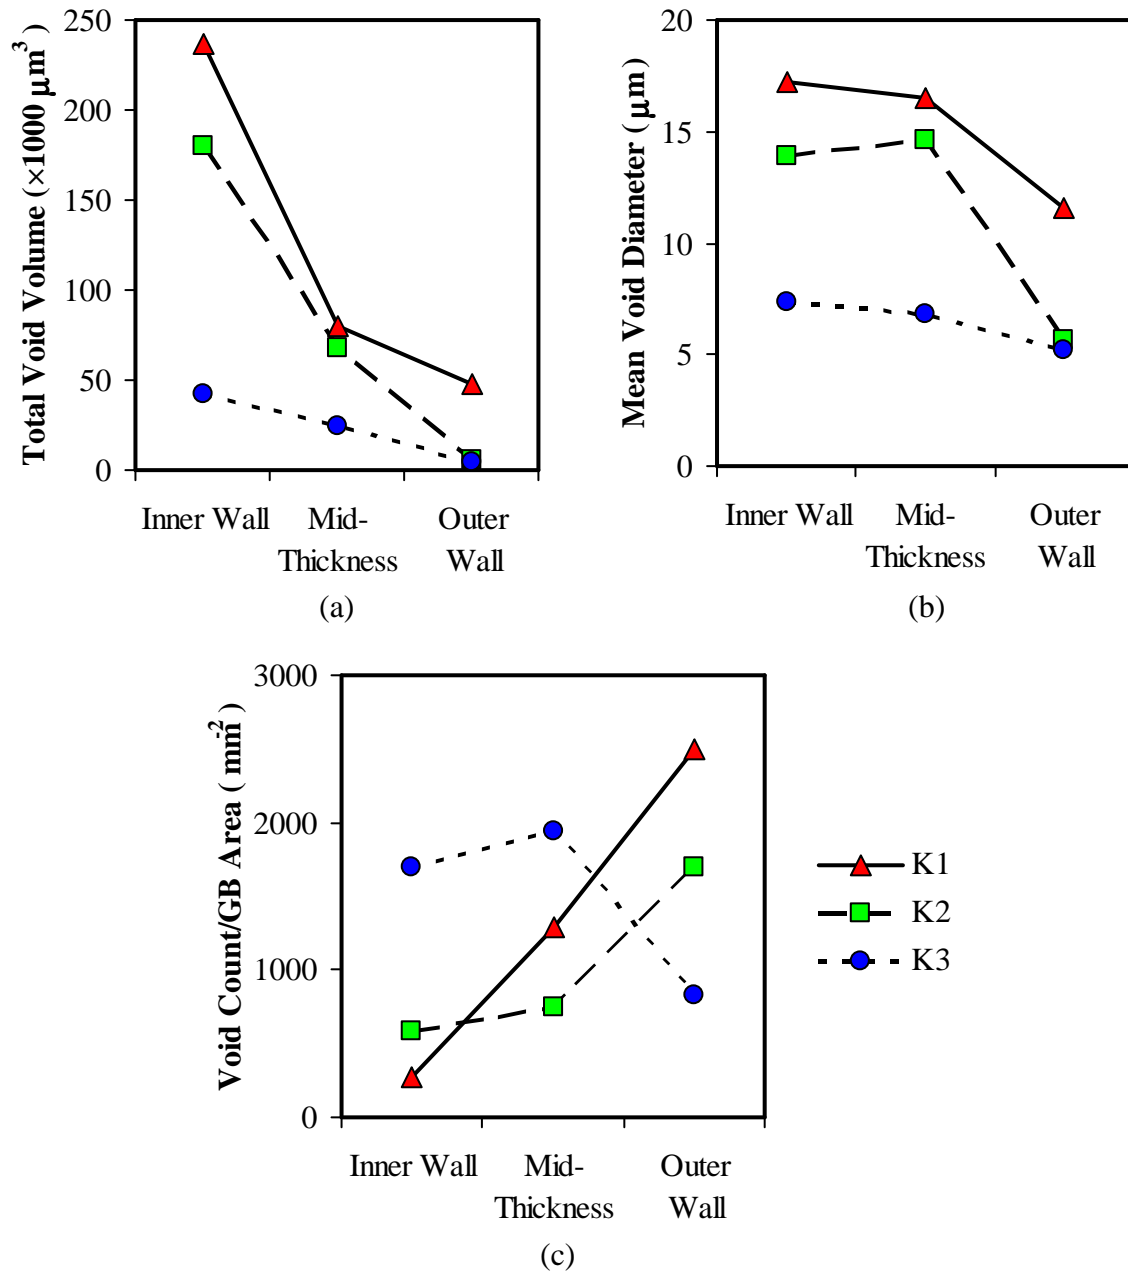 Total Void Volume (×1000 μm³)
250
200
150
100
50
0
Inner Wall Mid- Outer
Thickness Wall
(a)
Mean Void Diameter (μm)
20
15
10
5
0
Inner Wall Mid- Outer
Thickness Wall
(b)
Void Count/GB Area ( mm⁻²)
3000
2000
1000
0
Inner Wall Mid- Outer
Thickness Wall
(c)
K1
K2
K3